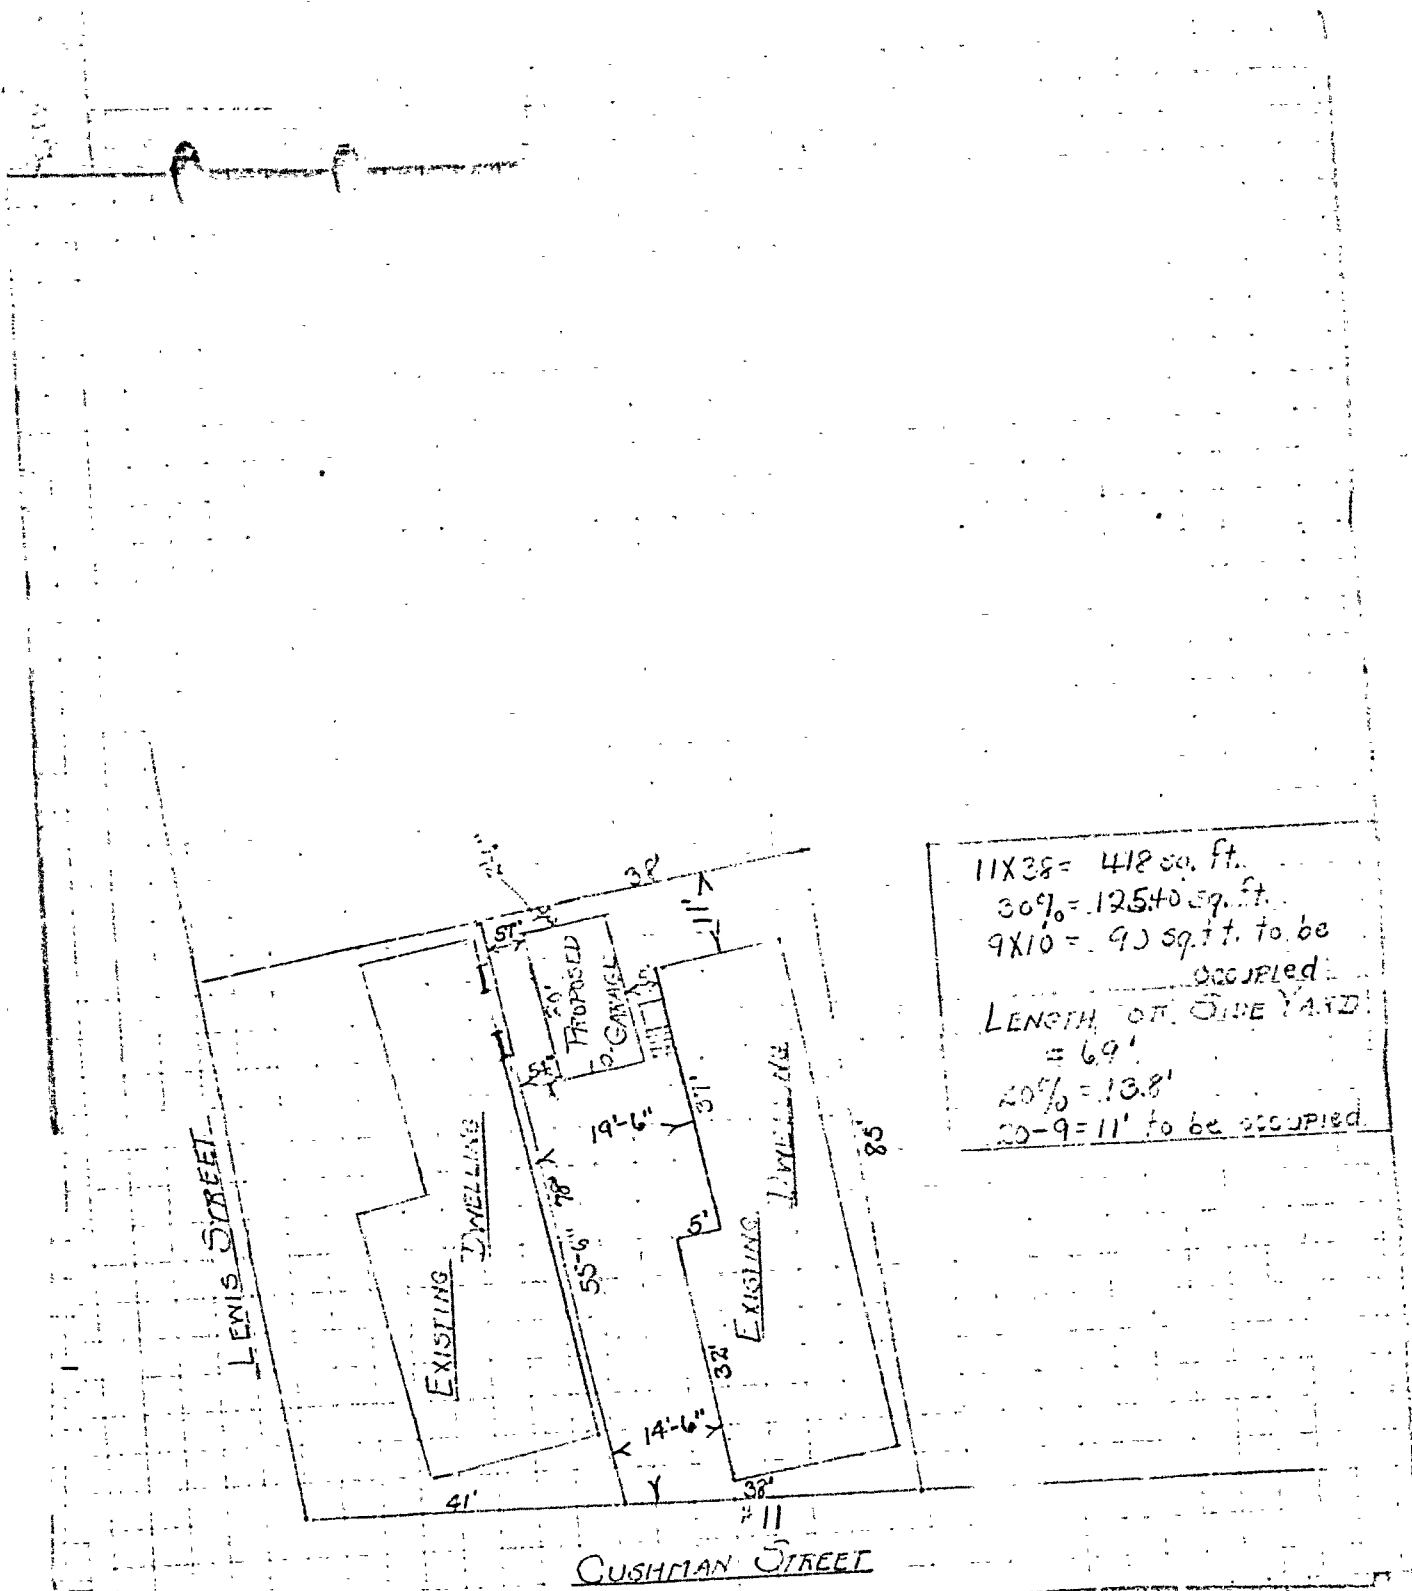 38'
11'
5'
20'
PROPOSED
GARAGE
11X38= 418 sq. ft.
30% = 125.40 sq. ft.
9X10 = 90 sq. ft. to be
occupied
LENGTH OF SIDE YARD
= 69'
20% = 13.8'
20-9=11' to be occupied
19'-6"
37'
78'
55'-6"
5'
85'
EXISTING DWELLING
EXISTING DWELLING
LEWIS STREET
32'
14'-6"
41'
38'
#11
CUSHMAN STREET